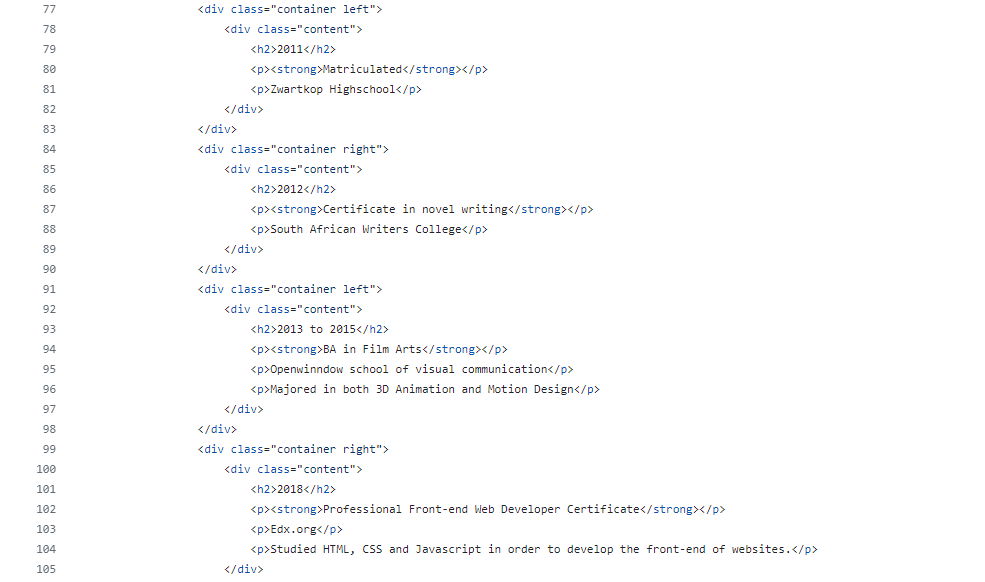 77 <div class="container left">
78 <div class="content">
79 <h2>2011</h2>
80 <p><strong>Matriculated</strong></p>
81 <p>Zwartkop Highschool</p>
82 </div>
83 </div>
84 <div class="container right">
85 <div class="content">
86 <h2>2012</h2>
87 <p><strong>Certificate in novel writing</strong></p>
88 <p>South African Writers College</p>
89 </div>
90 </div>
91 <div class="container left">
92 <div class="content">
93 <h2>2013 to 2015</h2>
94 <p><strong>BA in Film Arts</strong></p>
95 <p>Openwinndow school of visual communication</p>
96 <p>Majored in both 3D Animation and Motion Design</p>
97 </div>
98 </div>
99 <div class="container right">
100 <div class="content">
101 <h2>2018</h2>
102 <p><strong>Professional Front-end Web Developer Certificate</strong></p>
103 <p>Edx.org</p>
104 <p>Studied HTML, CSS and Javascript in order to develop the front-end of websites.</p>
105 </div>